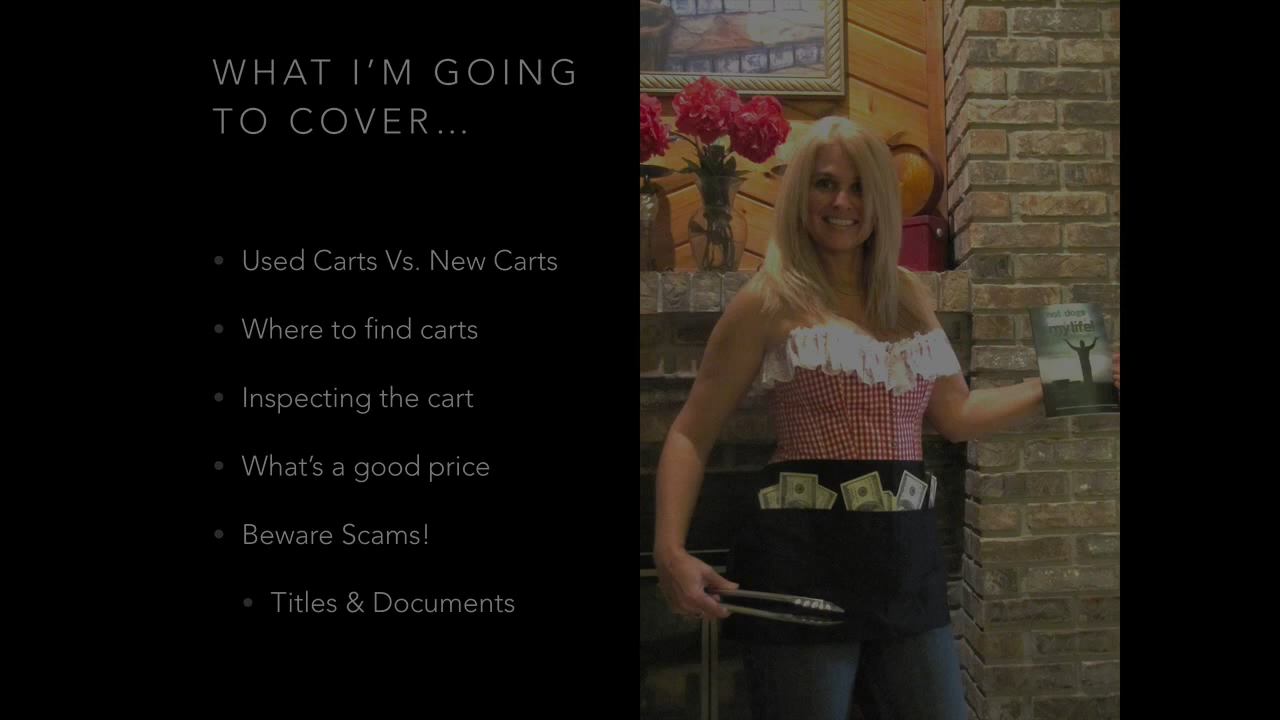 WHAT I’M GOING
TO COVER…
• Used Carts Vs. New Carts
• Where to find carts
• Inspecting the cart
• What’s a good price
• Beware Scams!
• Titles & Documents
hot dogs
my life!